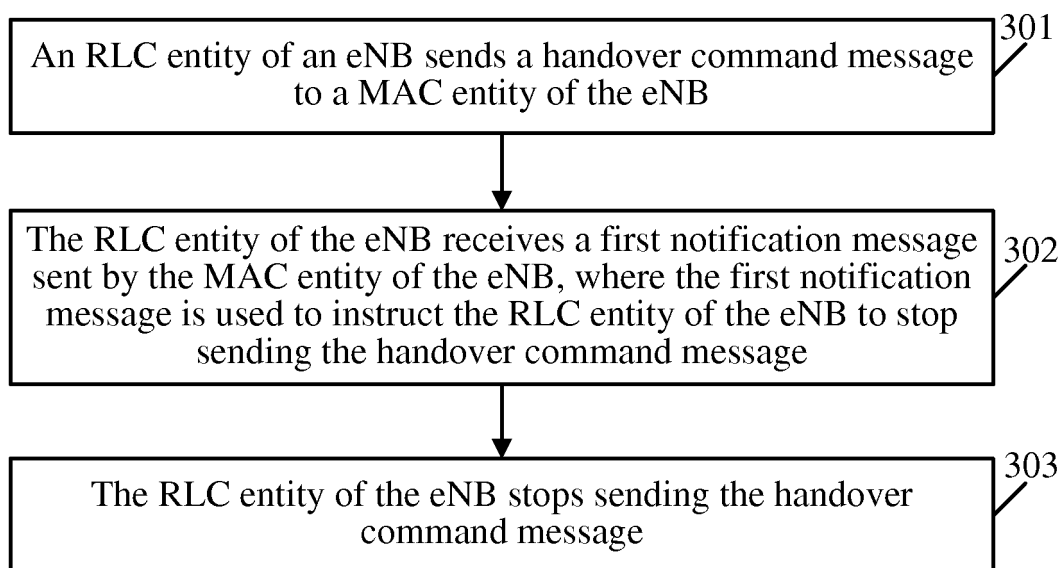 301
An RLC entity of an eNB sends a handover command message
to a MAC entity of the eNB
The RLC entity of the eNB receives a first notification message
sent by the MAC entity of the eNB, where the first notification
message is used to instruct the RLC entity of the eNB to stop
sending the handover command message
302
303
The RLC entity of the eNB stops sending the handover
command message